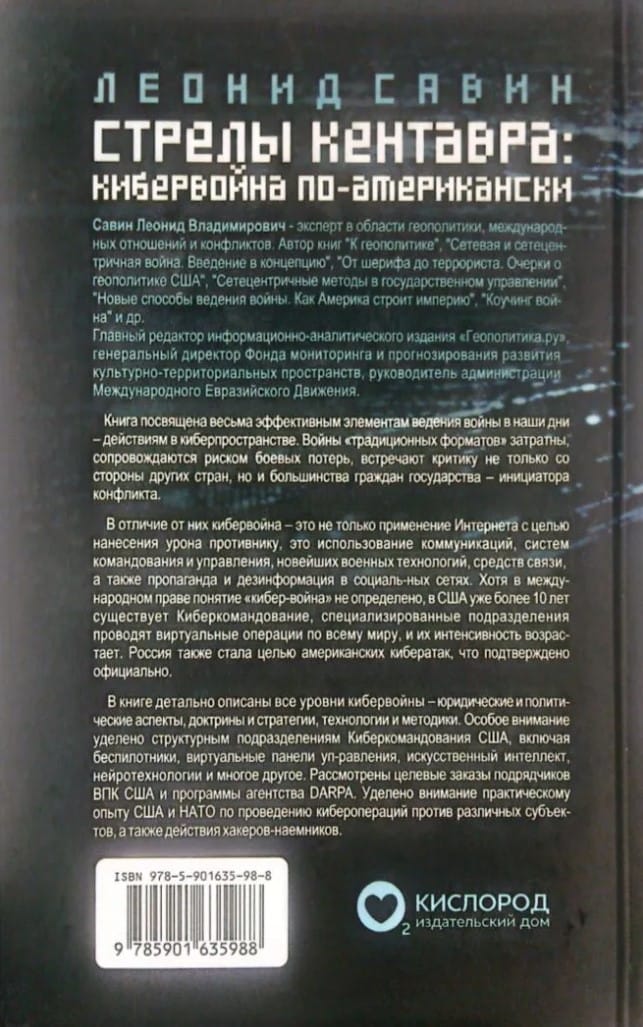 ЛЕОНИД САВИН
СТРЕЛЫ КЕНТАВРА:
КИБЕРВОЙНА ПО-АМЕРИКАНСКИ
Савин Леонид Владимирович - эксперт в области геополитики, международ-
ных отношений и конфликтов. Автор книг "К геополитике", "Сетевая и сетецен-
тричная война. Введение в концепцию", "От шерифа до террориста. Очерки о
геополитике США", "Сетецентричные методы в государственном управлении",
"Новые способы ведения войны. Как Америка строит империю", "Коучинг вой-
на" и др.
Главный редактор информационно-аналитического издания «Геополитика.ру»,
генеральный директор Фонда мониторинга и прогнозирования развития
культурно-территориальных пространств, руководитель администрации
Международного Евразийского Движения.
Книга посвящена весьма эффективным элементам ведения войны в наши дни
– действиям в киберпространстве. Войны «традиционных форматов» затратны,
сопровождаются риском боевых потерь, встречают критику не только со
стороны других стран, но и большинства граждан государства – инициатора
конфликта.
В отличие от них кибервойна – это не только применение Интернета с целью
нанесения урона противнику, это использование коммуникаций, систем
командования и управления, новейших военных технологий, средств связи,
а также пропаганда и дезинформация в социаль-ных сетях. Хотя в между-
народном праве понятие «кибер-война» не определено, в США уже более 10 лет
существует Киберкомандование, специализированные подразделения
проводят виртуальные операции по всему миру, и их интенсивность возрас-
тает. Россия также стала целью американских кибератак, что подтверждено
официально.
В книге детально описаны все уровни кибервойны – юридические и полити-
ческие аспекты, доктрины и стратегии, технологии и методики. Особое внимание
уделено структурным подразделениям Киберкомандования США, включая
беспилотники, виртуальные панели уп-равления, искусственный интеллект,
нейротехнологии и многое другое. Рассмотрены целевые заказы подрядчиков
ВПК США и программы агентства DARPA. Уделено внимание практическому
опыту США и НАТО по проведению киберопераций против различных субъек-
тов, а также действия хакеров-наемников.
ISBN 978-5-901635-98-8
9 785901 635988
2 КИСЛОРОД
ИЗДАТЕЛЬСКИЙ ДОМ